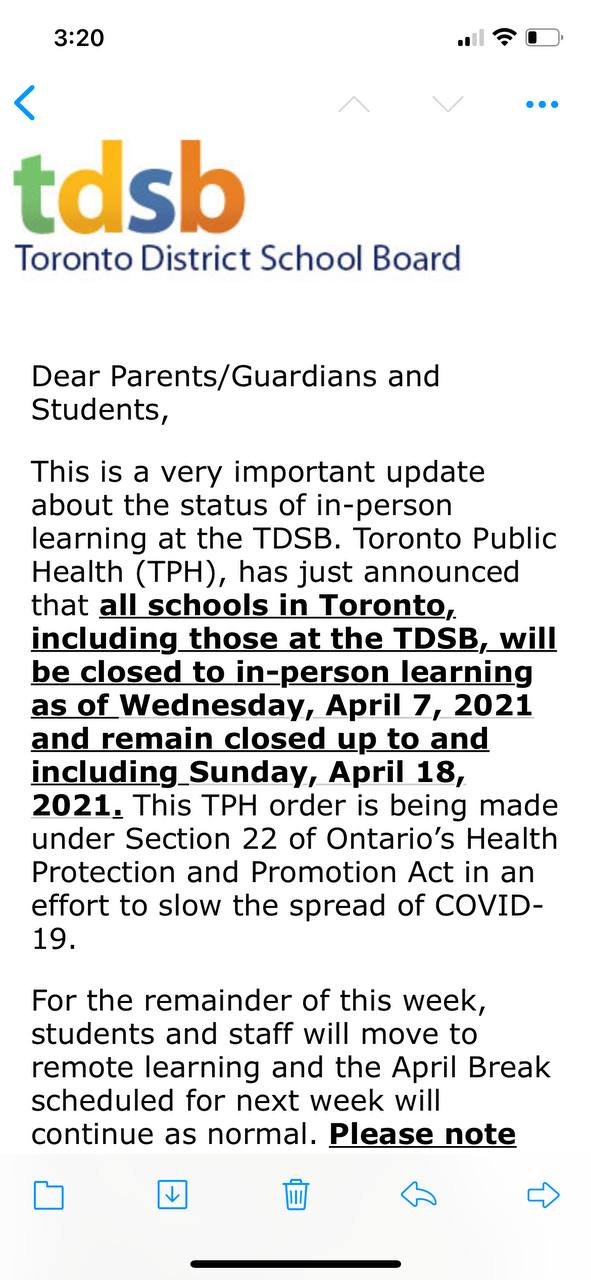 3:20
tdsb
Toronto District School Board
Dear Parents/Guardians and
Students,
This is a very important update
about the status of in-person
learning at the TDSB. Toronto Public
Health (TPH), has just announced
that all schools in Toronto,
including those at the TDSB, will
be closed to in-person learning
as of Wednesday, April 7, 2021
and remain closed up to and
including Sunday, April 18,
2021. This TPH order is being made
under Section 22 of Ontario’s Health
Protection and Promotion Act in an
effort to slow the spread of COVID-
19.
For the remainder of this week,
students and staff will move to
remote learning and the April Break
scheduled for next week will
continue as normal. Please note